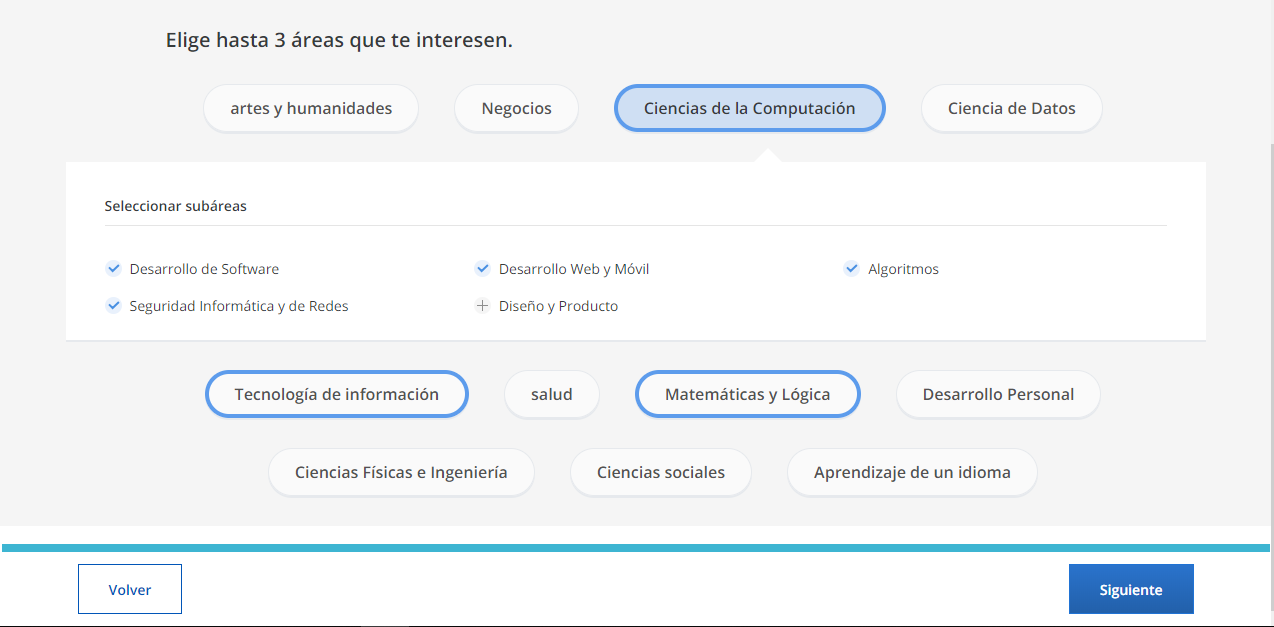 Elige hasta 3 áreas que te interesen.
artes y humanidades
Negocios
Ciencias de la Computación
Ciencia de Datos
Seleccionar subáreas
Desarrollo de Software
Desarrollo Web y Móvil
Algoritmos
Seguridad Informática y de Redes
Diseño y Producto
Tecnología de información
salud
Matemáticas y Lógica
Desarrollo Personal
Ciencias Físicas e Ingeniería
Ciencias sociales
Aprendizaje de un idioma
Volver
Siguiente